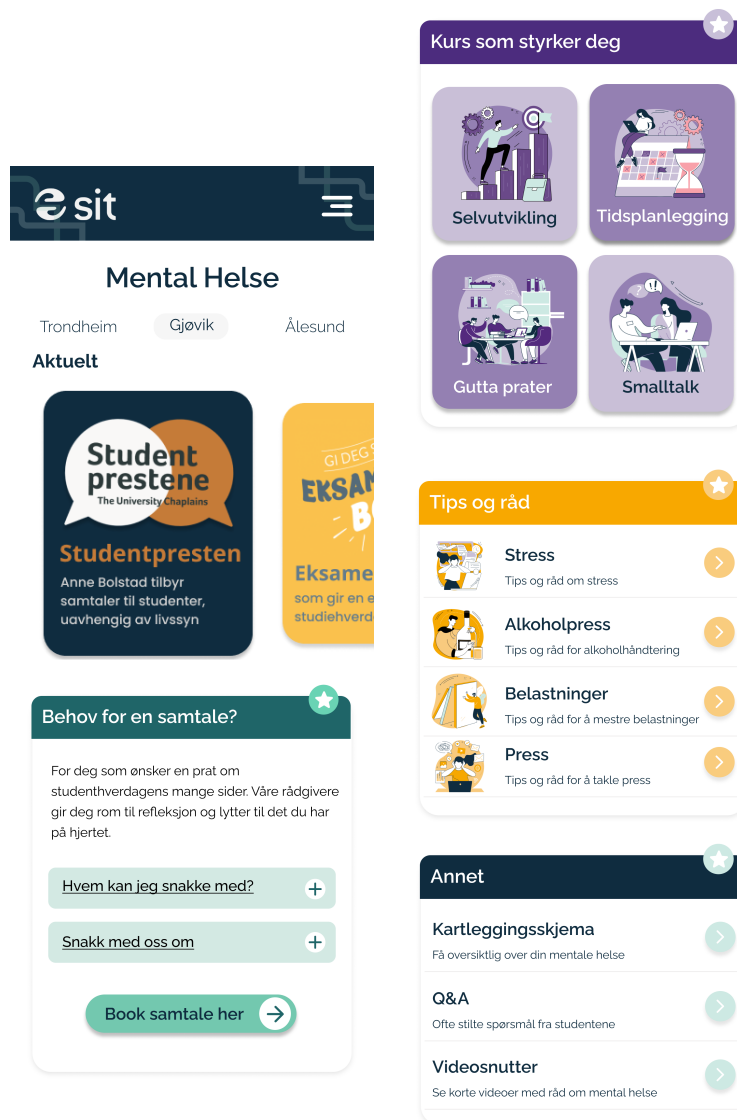 sit
Mental Helse
Trondheim
Gjøvik
Ålesund
Aktuelt
Student
prestene
The University Chaplains
Studentpresten
Anne Bolstad tilbyr
samtaler til studenter,
uavhengig av livssyn
GI DEG
som gir en
Behov for en samtale?
For deg som ønsker en prat om
studenthverdagens mange sider. Våre rådgivere
gir deg rom til refleksjon og lytter til det du har
på hjertet.
Hvem kan jeg snakke med?
Snakk med oss om
Book samtale her
Kurs som styrker deg
Selvutvikling
Tidsplanlegging
Gutta prater
Smalltalk
Tips og råd
Stress
Tips og råd om stress
Alkoholpress
Tips og råd for alkoholhåndtering
Belastninger
Tips og råd for å mestre belastninger
Press
Tips og råd for å takle press
Annet
Kartleggingsskjema
Få oversiktlig over din mentale helse
Q&A
Ofte stilte spørsmål fra studentene
Videosnutter
Se korte videoer med råd om mental helse